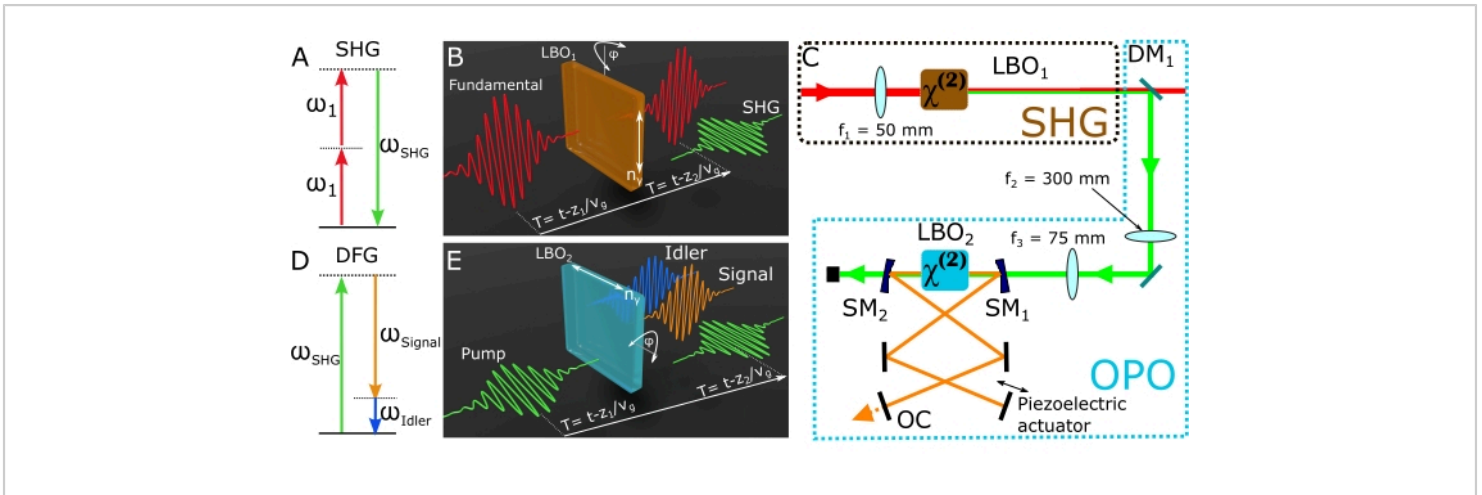 A
SHG
ω1
ω1
ωSHG
B
LBO1
φ
Fundamental
SHG
nγ
T= t-z1/vg
T= t-z2/vg
C
LBO1
χ(2)
f1 = 50 mm
SHG
DM1
f2 = 300 mm
D
DFG
ωSHG
ωSignal
ωIdler
E
LBO2
Idler
Signal
nγ
φ
Pump
T= t-z1/vg
T= t-z2/vg
LBO2
f3 = 75 mm
χ(2)
SM2
SM1
OPO
OC
Piezoelectric
actuator